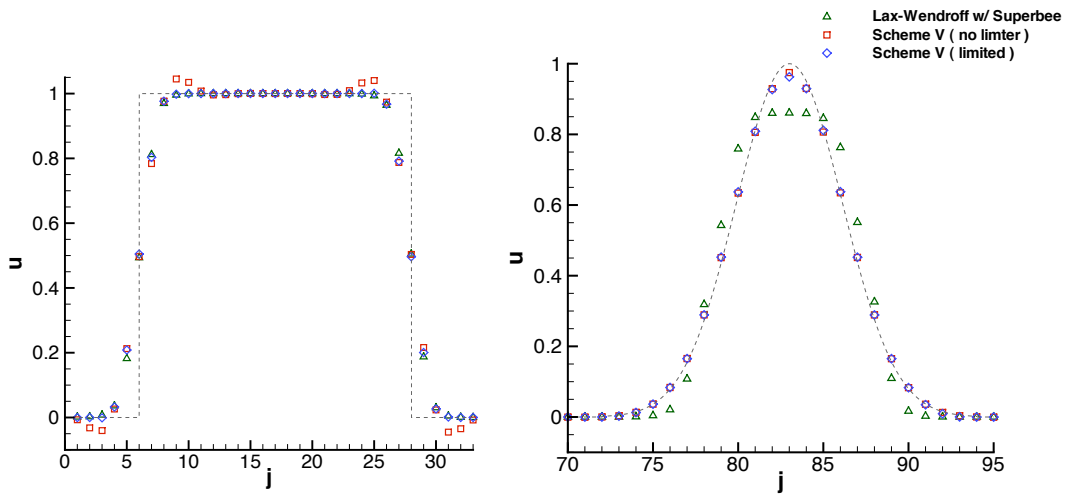 Lax-Wendroff w/ Superbee
Scheme V ( no limter )
Scheme V ( limited )
u
1
0.8
0.6
0.4
0.2
0
0 5 10 15 20 25 30
j
u
1
0.8
0.6
0.4
0.2
0
70 75 80 85 90 95
j